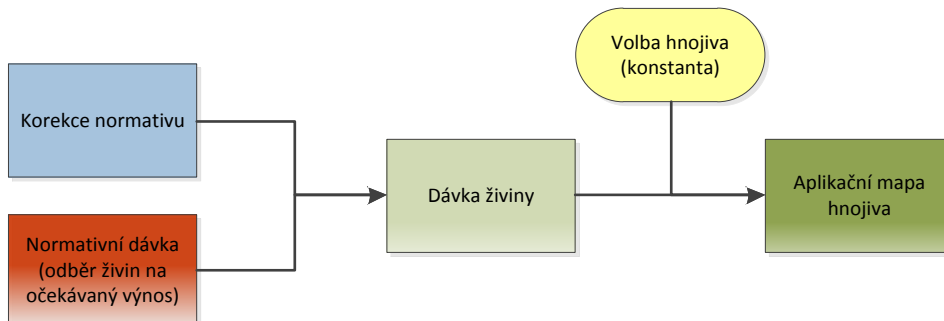 Volba hnojiva
(konstanta)
Korekce normativu
Dávka živiny
Aplikační mapa
hnojiva
Normativní dávka
(odběr živin na
očekávaný výnos)